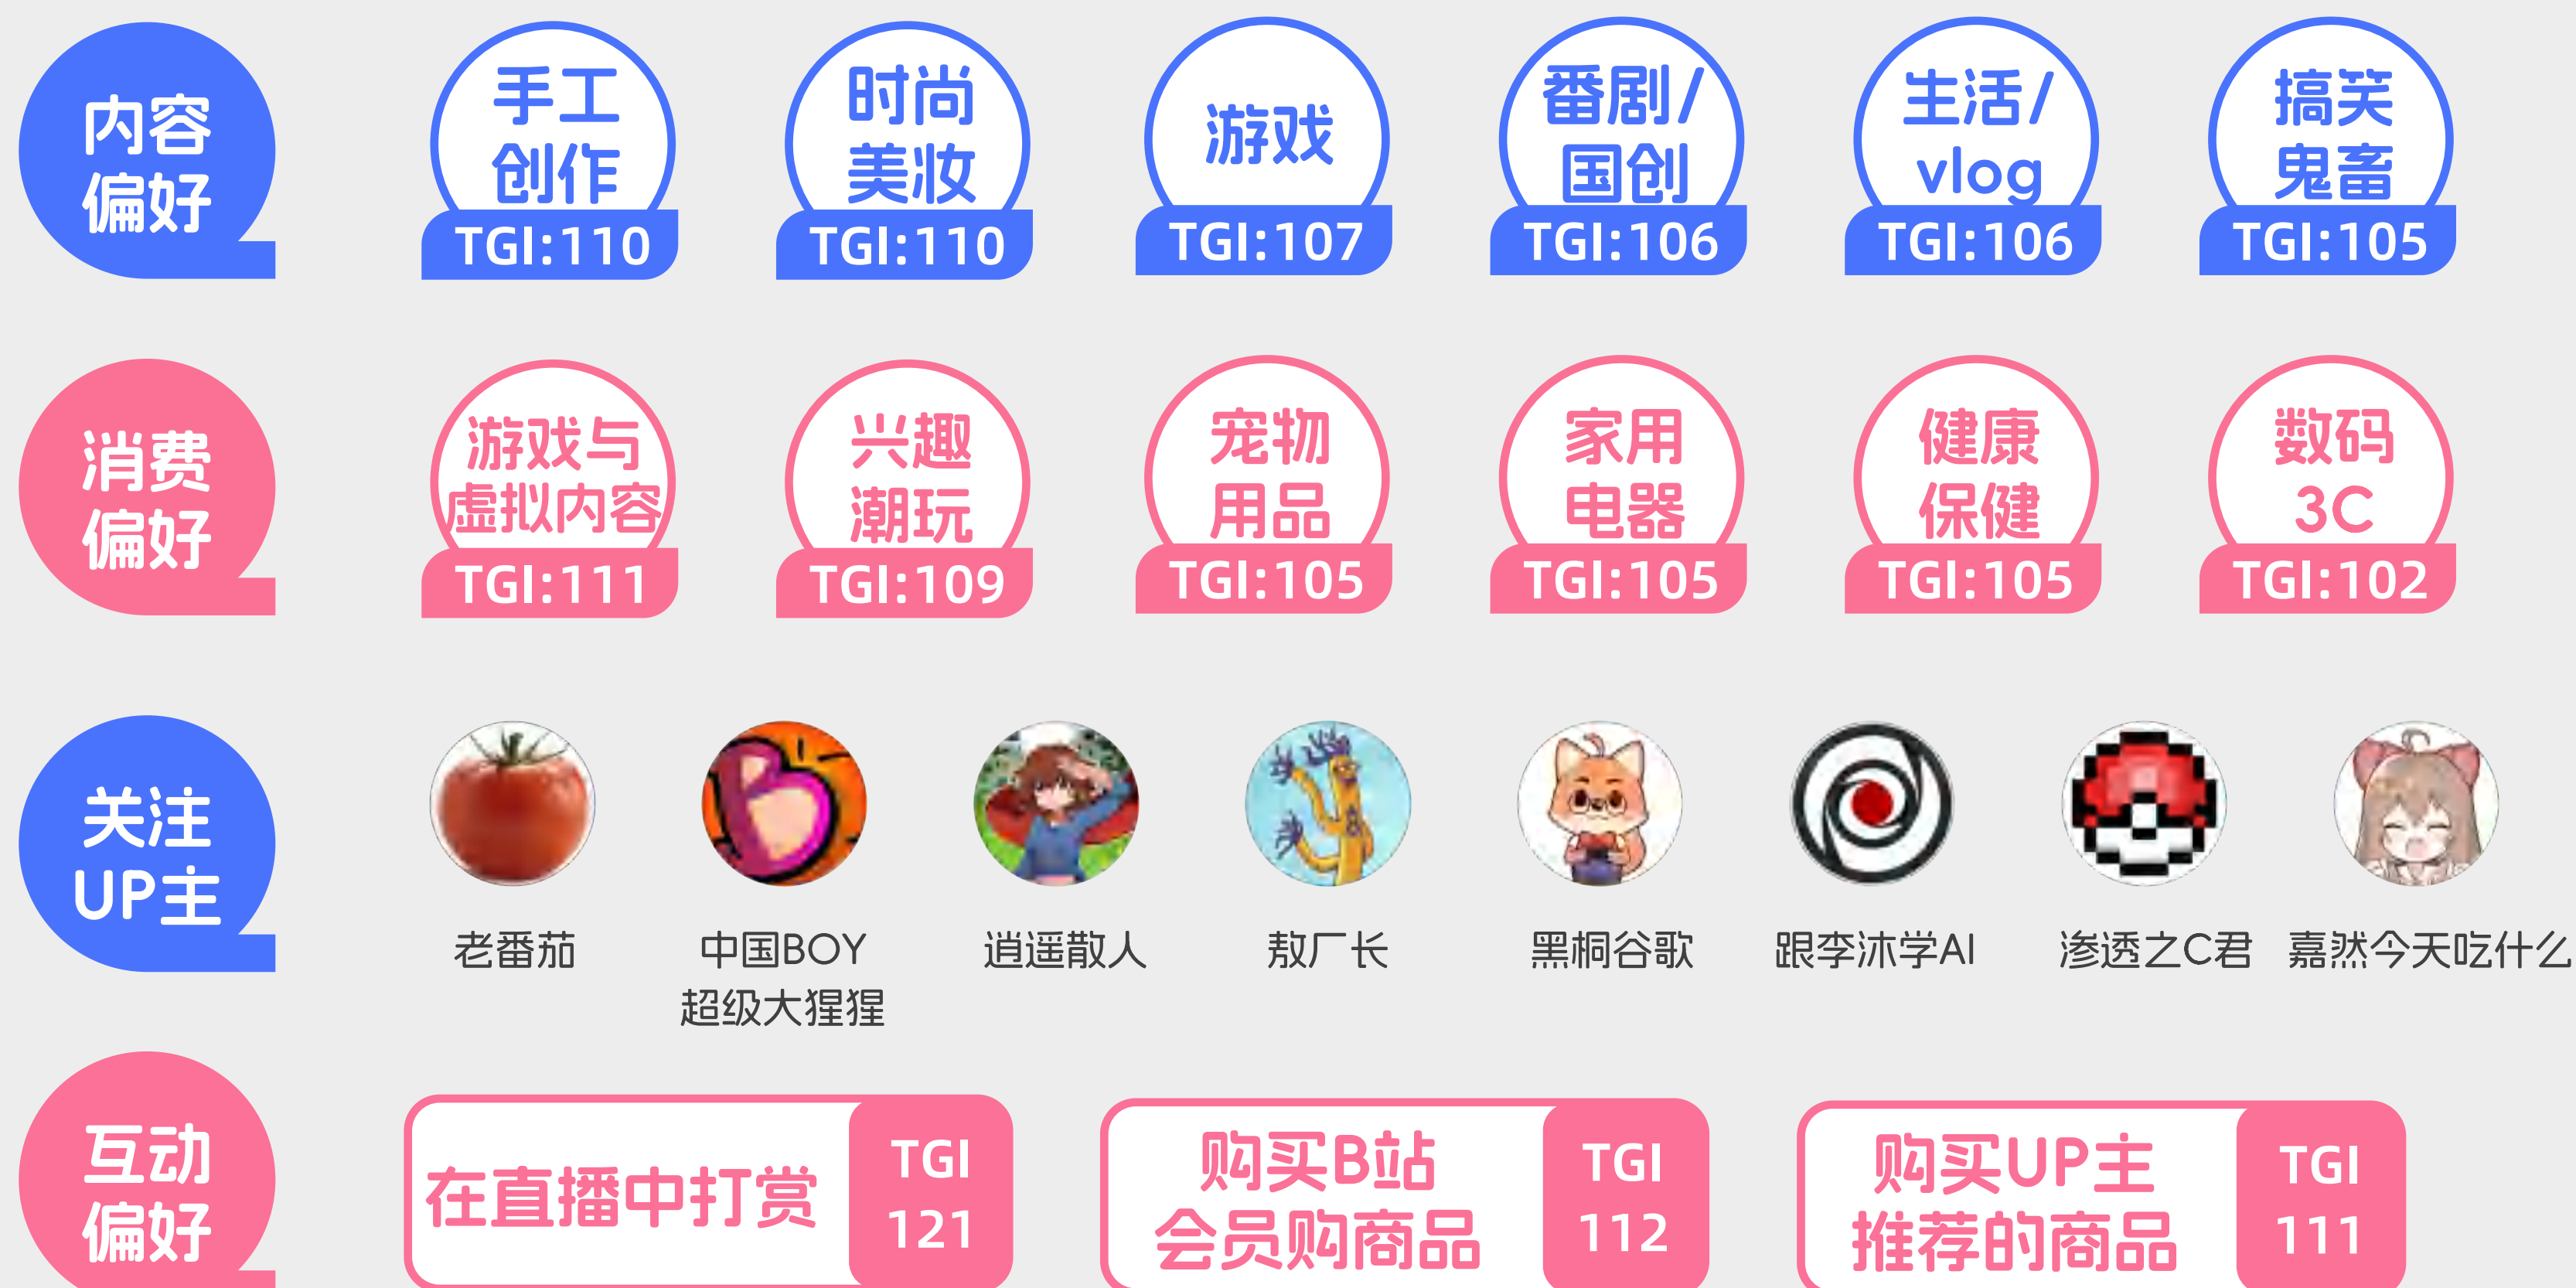 内容
偏好
手工
创作
TGI:110
时尚
美妆
TGI:110
游戏
TGI:107
番剧/
国创
TGI:106
生活/
vlog
TGI:106
搞笑
鬼畜
TGI:105
消费
偏好
游戏与
虚拟内容
TGI:111
兴趣
潮玩
TGI:109
宠物
用品
TGI:105
家用
电器
TGI:105
健康
保健
TGI:105
数码
3C
TGI:102
关注
UP主
老番茄
中国BOY
超级大猩猩
逍遥散人
敖厂长
黑桐谷歌
跟李沐学AI
渗透之C君
嘉然今天吃什么
互动
偏好
在直播中打赏
TGI
121
购买B站
会员购商品
TGI
112
购买UP主
推荐的商品
TGI
111